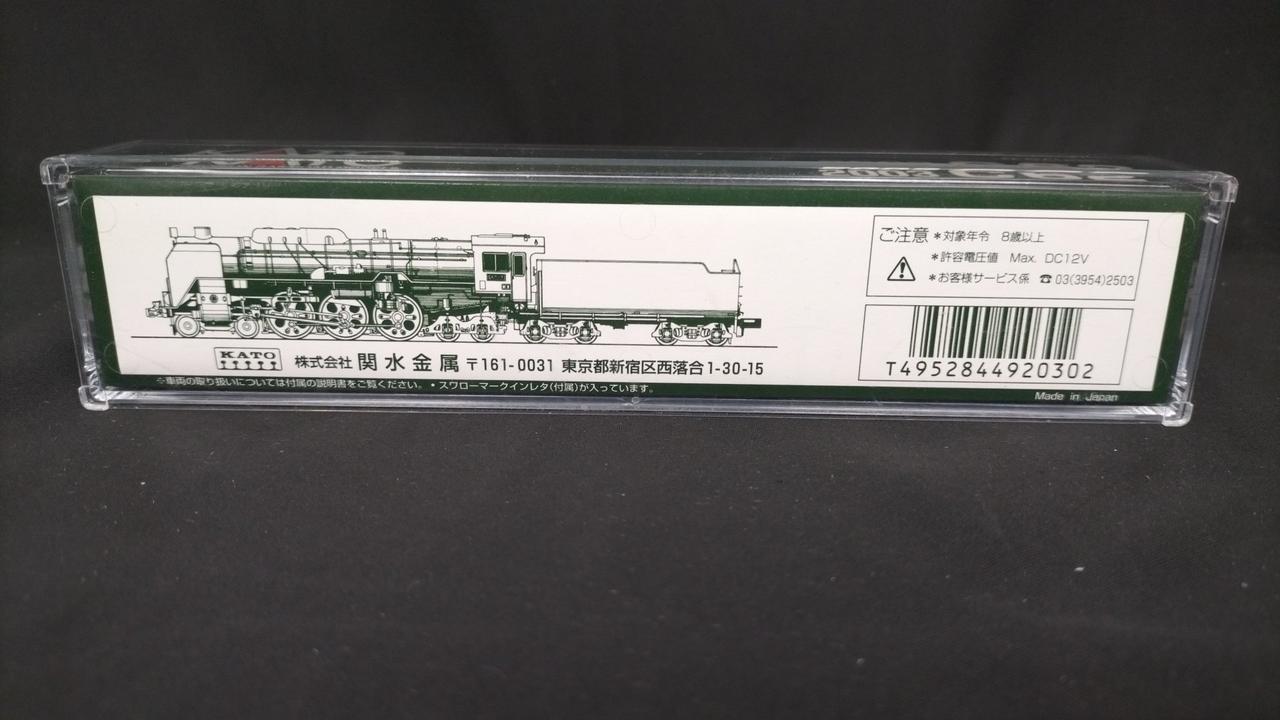 KATO
2003 C62
ご注意 *対象年令 8歳以上
*許容電圧値 Max. DC12V
*お客様サービス係 ☎03(3954)2503
KATO 株式会社 関水金属 〒161-0031 東京都新宿区西落合1-30-15
T4952844920302
※車両の取り扱いについては付属の説明書をご覧ください。 •スワローマークインレタ(付属)が入っています。
Made in Japan